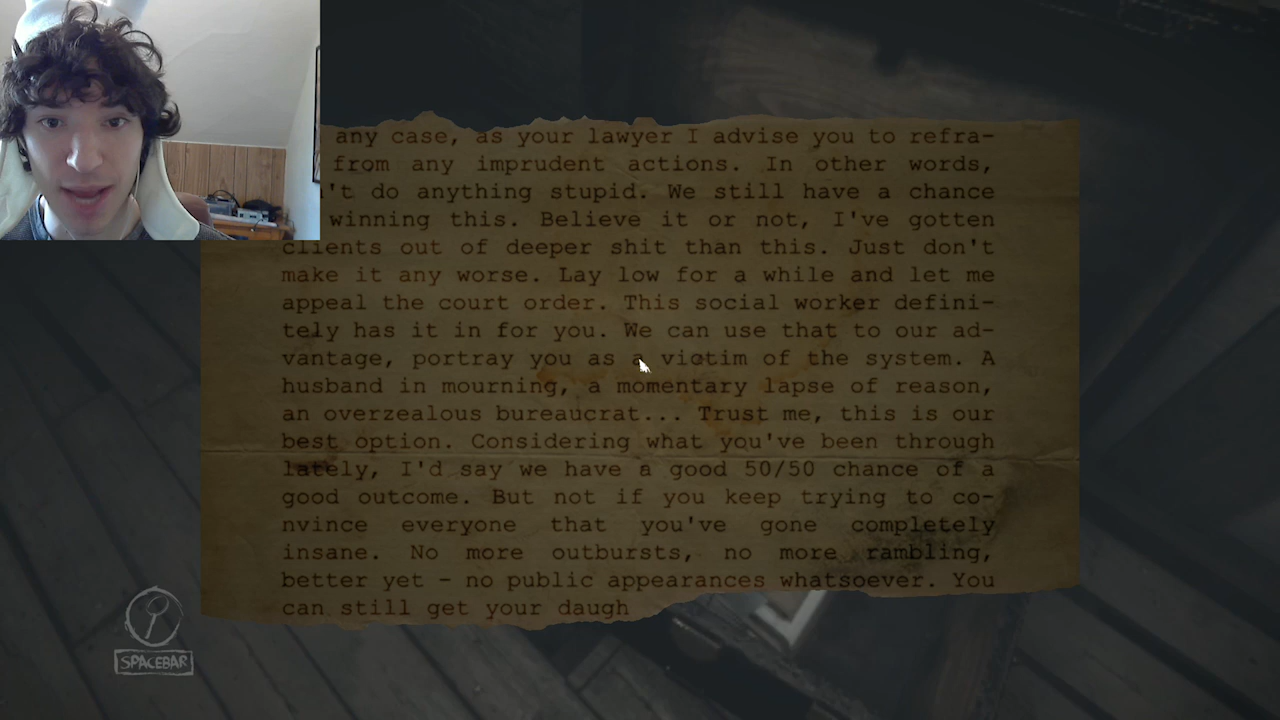 any case, as your lawyer I advise you to refra-
from any imprudent actions. In other words,
't do anything stupid. We still have a chance
winning this. Believe it or not, I've gotten
clients out of deeper shit than this. Just don't
make it any worse. Lay low for a while and let me
appeal the court order. This social worker defini-
tely has it in for you. We can use that to our ad-
vantage, portray you as a victim of the system. A
husband in mourning, a momentary lapse of reason,
an overzealous bureaucrat... Trust me, this is our
best option. Considering what you've been through
lately, I'd say we have a good 50/50 chance of a
good outcome. But not if you keep trying to co-
nvince everyone that you've gone completely
insane. No more outbursts, no more rambling,
better yet - no public appearances whatsoever. You
can still get your daugh
SPACEBAR